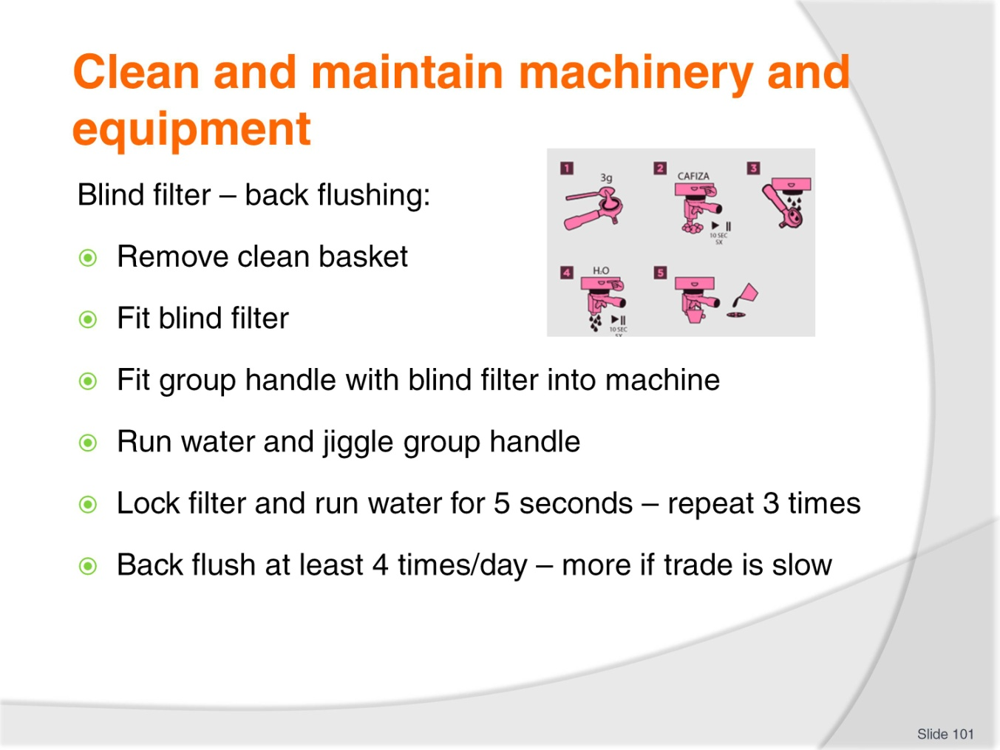 Clean and maintain machinery and
equipment
Blind filter – back flushing:
Remove clean basket
Fit blind filter
Fit group handle with blind filter into machine
Run water and jiggle group handle
Lock filter and run water for 5 seconds – repeat 3 times
Back flush at least 4 times/day – more if trade is slow
1
3g
2
CAFIZA
10 SEC
5X
3
4
H₂O
10 SEC
5
Slide 101